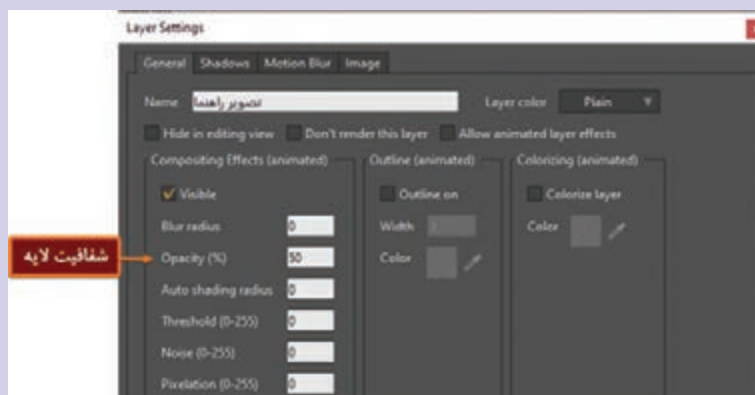 Layer Settings
General Shadows Motion Blur Image
Name تصویر راهنما Layer color Plain
Hide in editing view Don't render this layer Allow animated layer effects
Compositing Effects (animated) Outline (animated) Colorizing (animated)
Visible Outline on Colorize layer
Blur radius 0 Width Color
شفافیت لایه Opacity (%) 50 Color
Auto shading radius 0
Threshold (0-255) 0
Noise (0-255) 0
Pixelation (0-255) 0